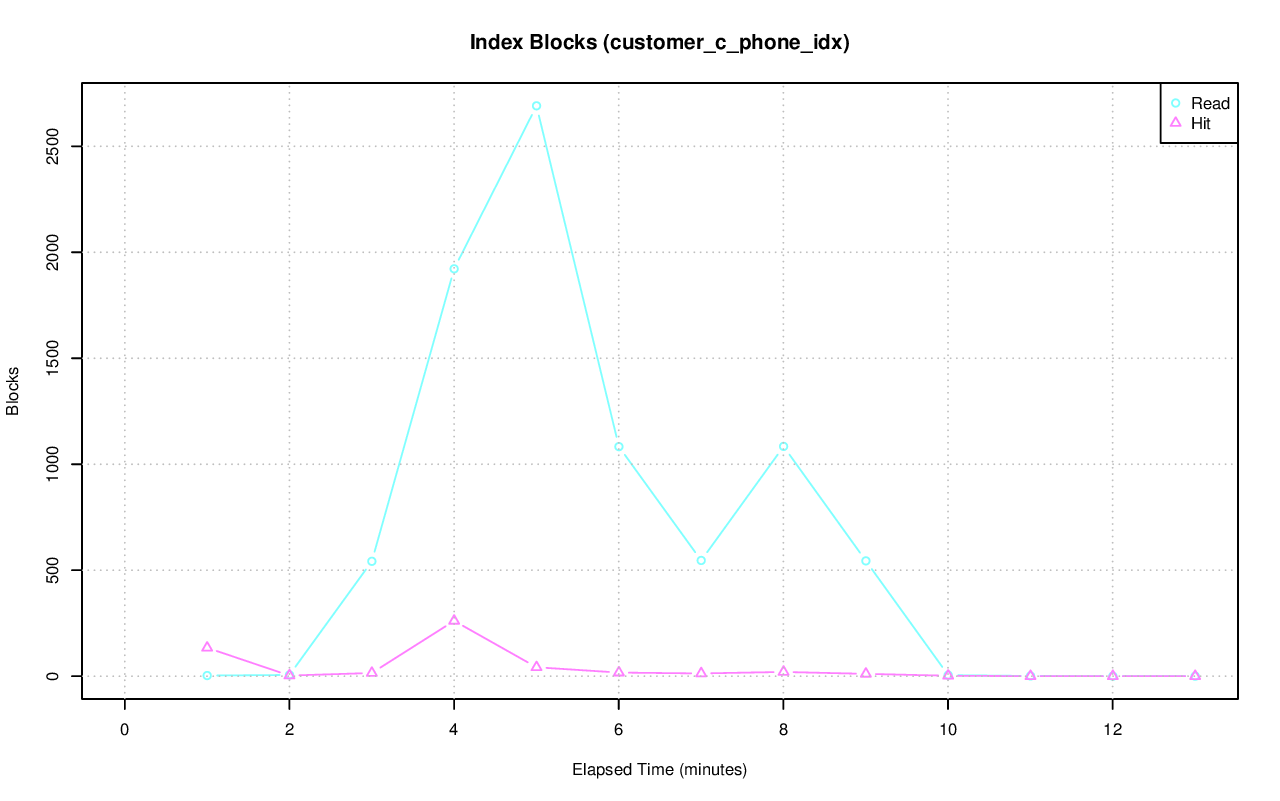 Index Blocks (customer_c_phone_idx)
Read
Hit
2500
2000
1500
1000
500
0
Blocks
0 2 4 6 8 10 12
Elapsed Time (minutes)